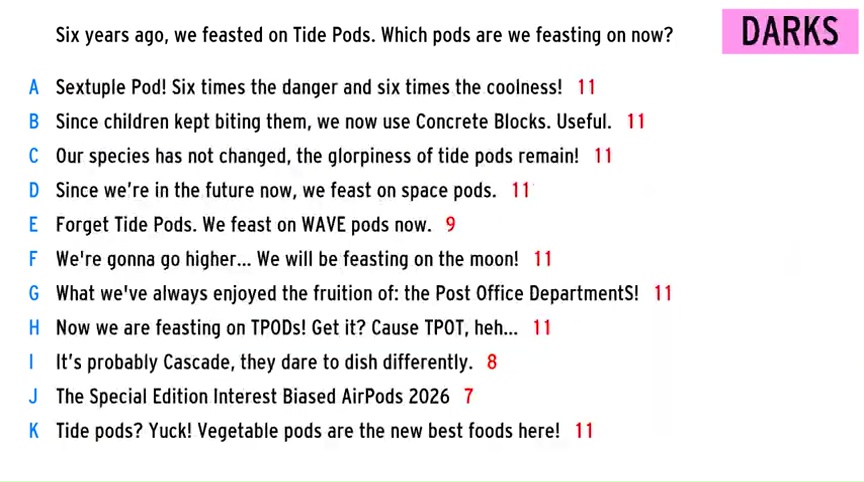 Six years ago, we feasted on Tide Pods. Which pods are we feasting on now?
DARKS
A Sextuple Pod! Six times the danger and six times the coolness! 11
B Since children kept biting them, we now use Concrete Blocks. Useful. 11
C Our species has not changed, the glorpiness of tide pods remain! 11
D Since we're in the future now, we feast on space pods. 11
E Forget Tide Pods. We feast on WAVE pods now. 9
F We're gonna go higher... We will be feasting on the moon! 11
G What we've always enjoyed the fruition of: the Post Office DepartmentS! 11
H Now we are feasting on TPODs! Get it? Cause TPOT, heh... 11
I It's probably Cascade, they dare to dish differently. 8
J The Special Edition Interest Biased AirPods 2026 7
K Tide pods? Yuck! Vegetable pods are the new best foods here! 11